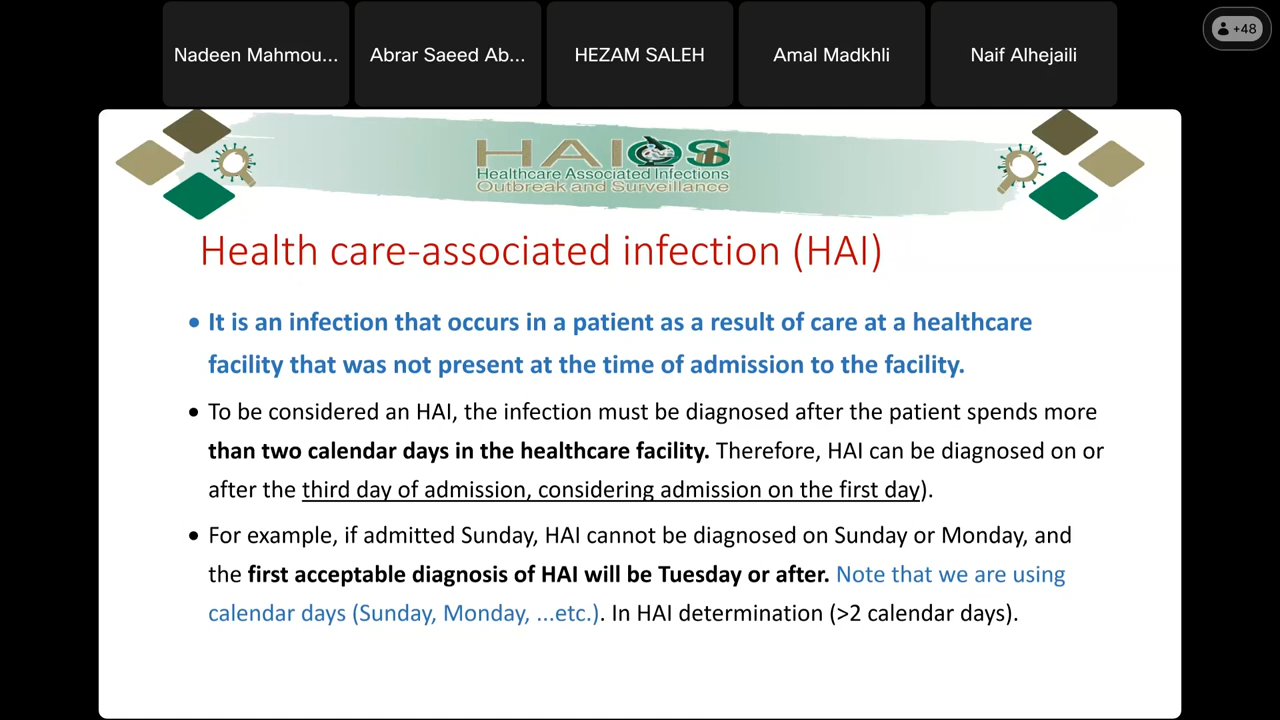 Nadeen Mahmou...
Abrar Saeed Ab...
HEZAM SALEH
Amal Madkhli
Naif Alhejaili
+48
HAIOS
Healthcare Associated Infections
Outbreak and Surveillance
Health care-associated infection (HAI)
• It is an infection that occurs in a patient as a result of care at a healthcare
facility that was not present at the time of admission to the facility.
• To be considered an HAI, the infection must be diagnosed after the patient spends more
than two calendar days in the healthcare facility. Therefore, HAI can be diagnosed on or
after the third day of admission, considering admission on the first day).
• For example, if admitted Sunday, HAI cannot be diagnosed on Sunday or Monday, and
the first acceptable diagnosis of HAI will be Tuesday or after. Note that we are using
calendar days (Sunday, Monday, ...etc.). In HAI determination (>2 calendar days).